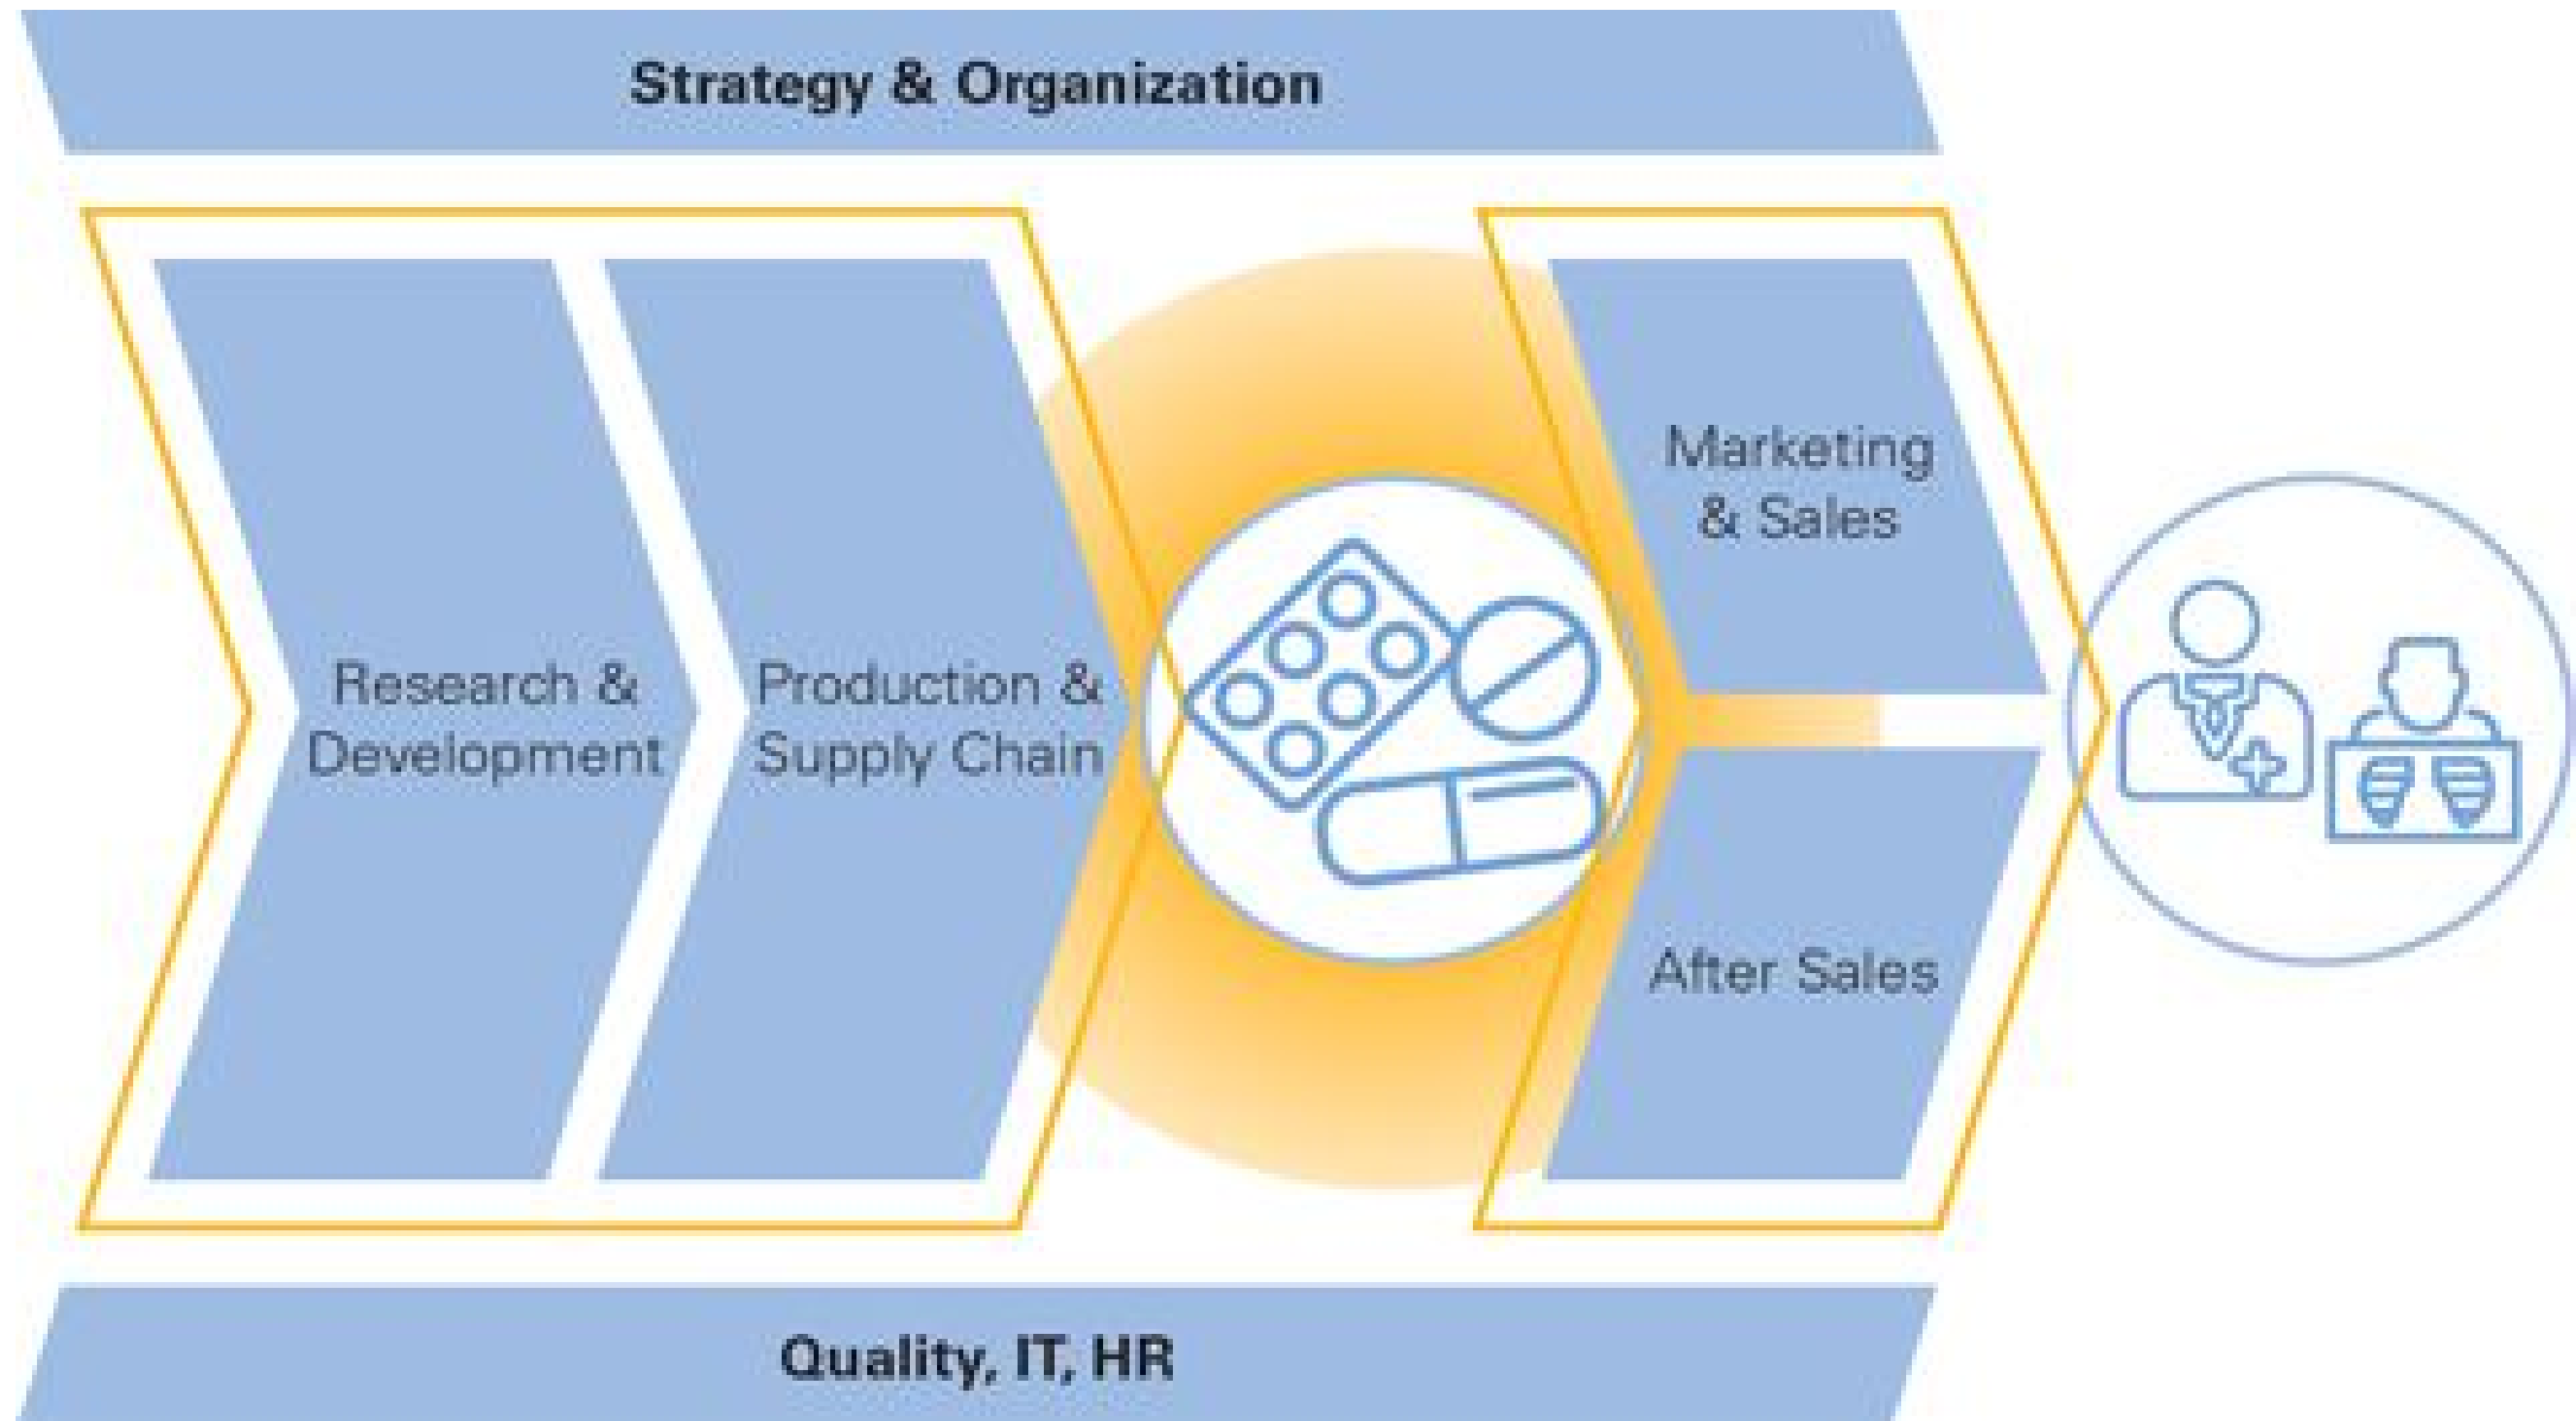 Strategy & Organization
Research &
Development
Production &
Supply Chain
Marketing
& Sales
After Sales
Quality, IT, HR